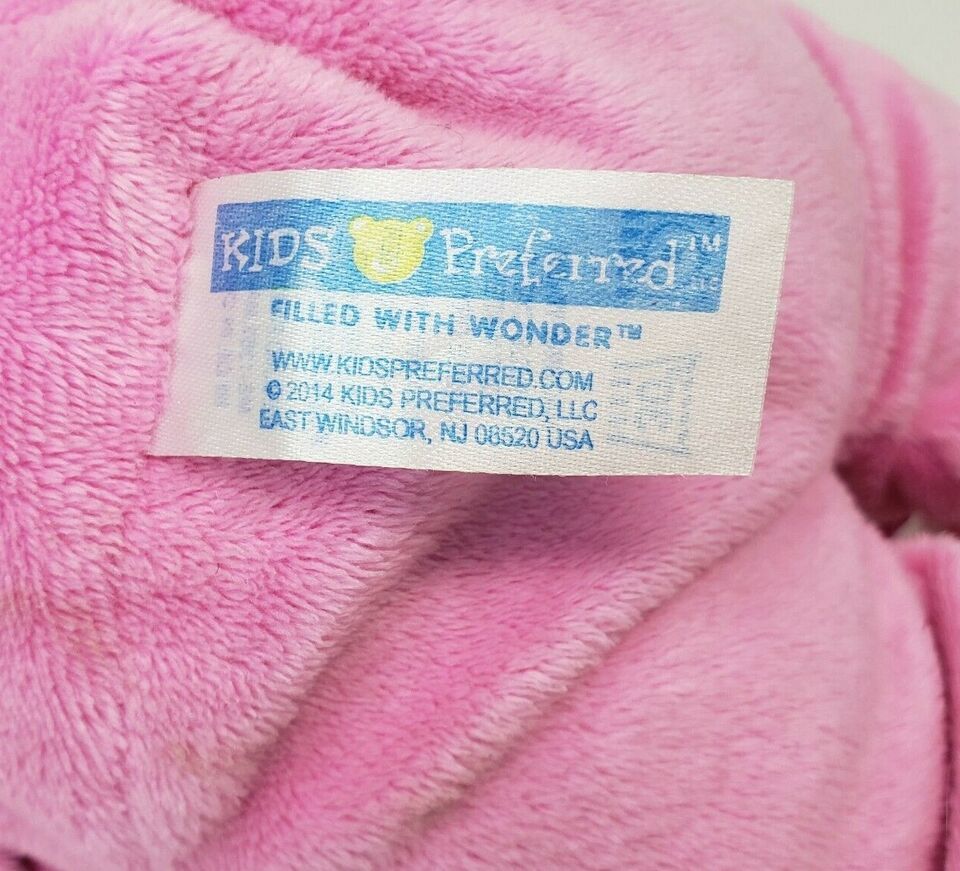 KIDS Preferred™
FILLED WITH WONDER™
WWW.KIDSPREFERRED.COM
© 2014 KIDS PREFERRED, LLC
EAST WINDSOR, NJ 08520 USA